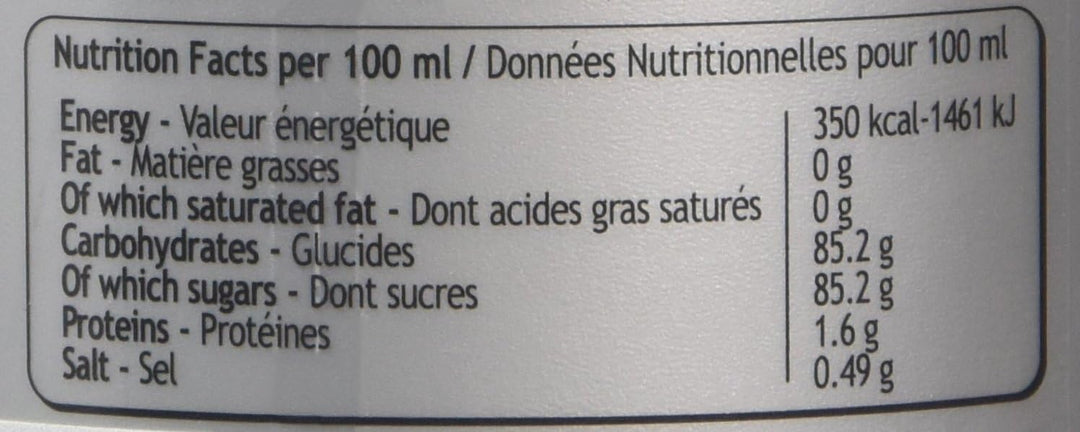 Nutrition Facts per 100 ml / Données Nutritionnelles pour 100 ml
Energy - Valeur énergétique 350 kcal-1461 kJ
Fat - Matière grasses 0 g
Of which saturated fat - Dont acides gras saturés 0 g
Carbohydrates - Glucides 85.2 g
Of which sugars - Dont sucres 85.2 g
Proteins - Protéines 1.6 g
Salt - Sel 0.49 g